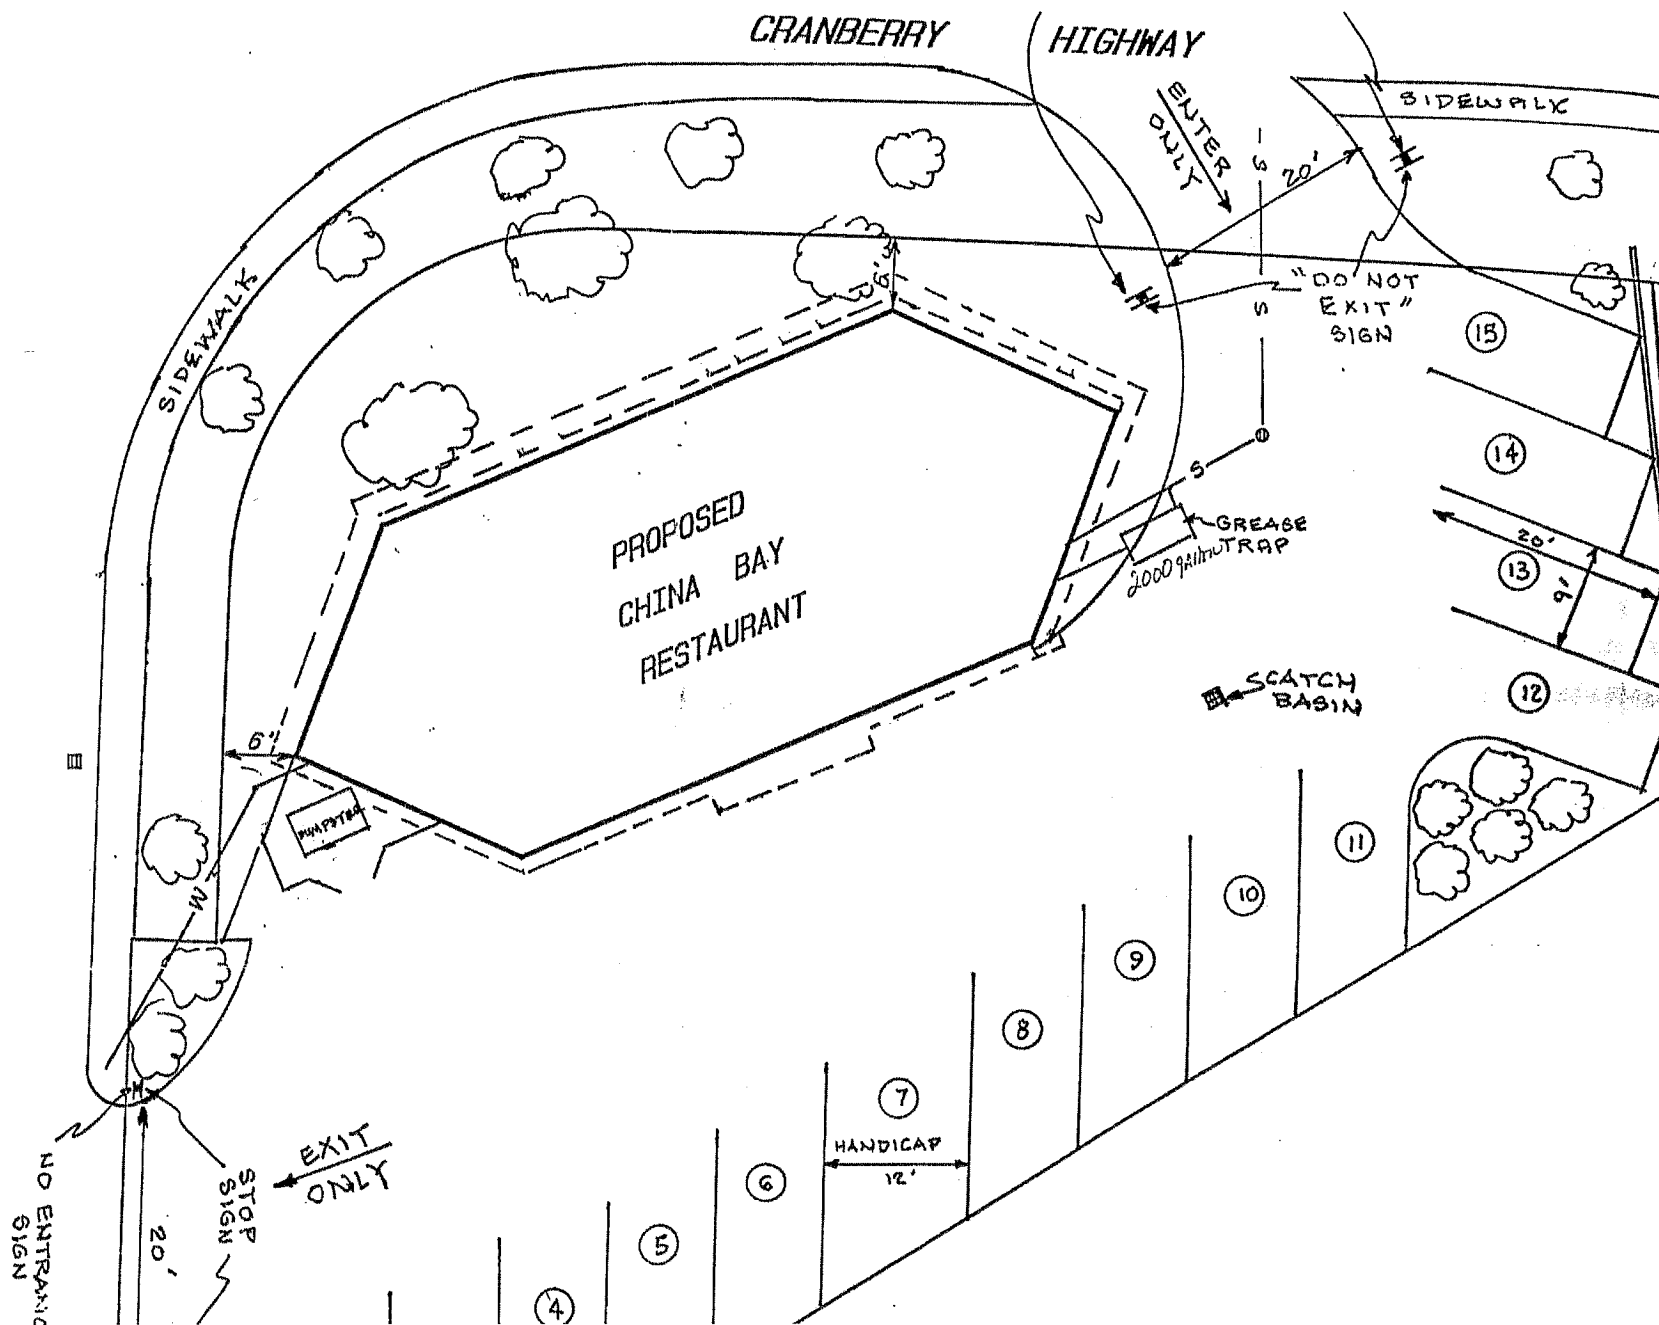 CRANBERRY HIGHWAY
SIDEWALK
ENTER
ONLY
S
20'
SIDEWALK
6'
"DO NOT
EXIT"
SIGN
S
15
14
S
GREASE
TRAP
2000 gallon
20'
13
9'
PROPOSED
CHINA BAY
RESTAURANT
SCATCH
BASIN
12
6'
DUMPSTER
W
11
10
9
8
7
HANDICAP
12'
6
5
4
EXIT
ONLY
STOP
SIGN
20'
NO ENTRANC
SIGN